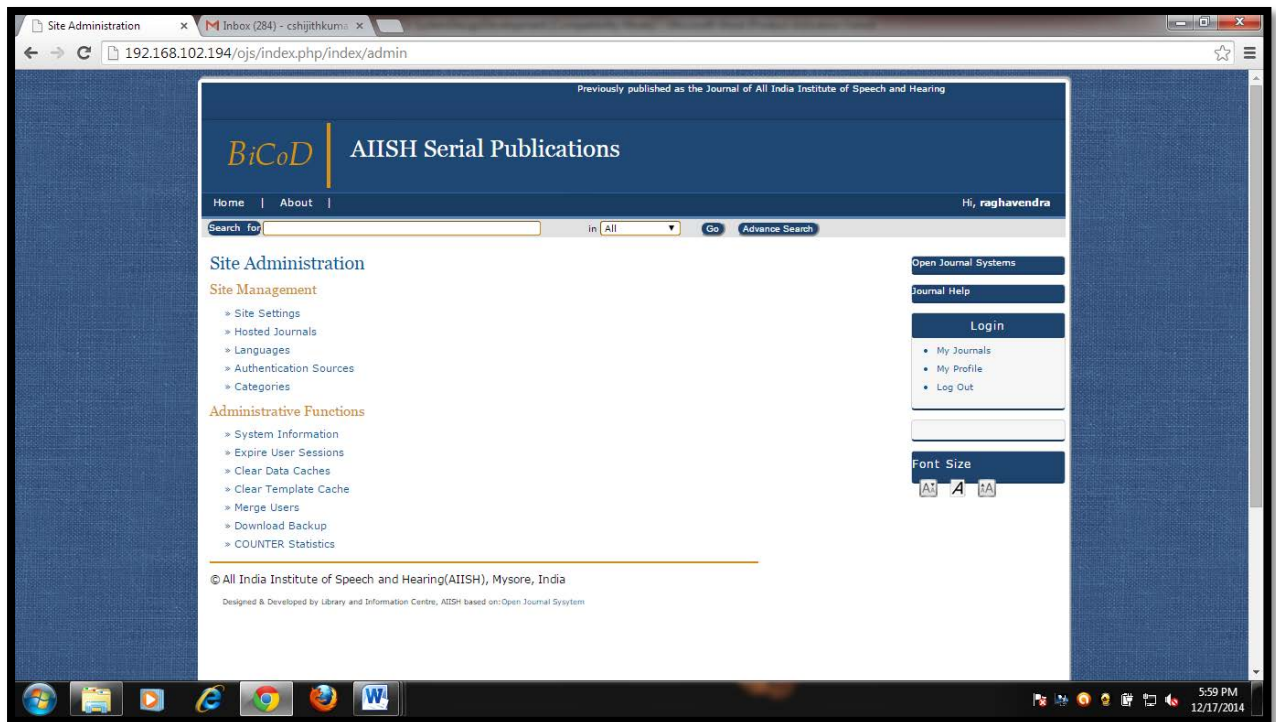 Site Administration
Inbox (284) - cshijithkuma
192.168.102.194/ojs/index.php/index/admin
Previously published as the Journal of All India Institute of Speech and Hearing
BiCoD AIISH Serial Publications
Home | About | Hi, raghavendra
Search for in All Go Advance Search
Site Administration
Site Management
» Site Settings
» Hosted Journals
» Languages
» Authentication Sources
» Categories
Administrative Functions
» System Information
» Expire User Sessions
» Clear Data Caches
» Clear Template Cache
» Merge Users
» Download Backup
» COUNTER Statistics
© All India Institute of Speech and Hearing(AIISH), Mysore, India
Designed & Developed by Library and Information Centre, AIISH based on:Open Journal Sysytem
Open Journal Systems
Journal Help
Login
• My Journals
• My Profile
• Log Out
Font Size
A A A
5:59 PM
12/17/2014